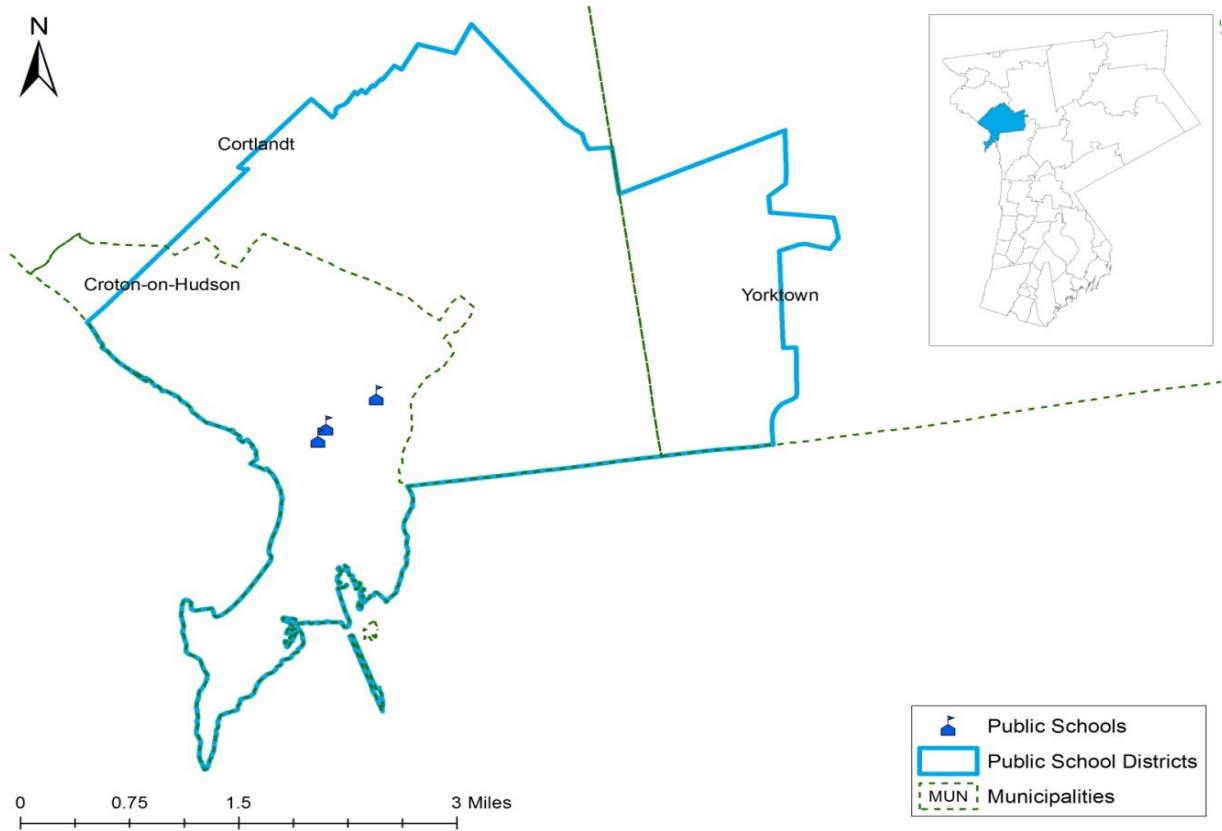 N
Cortlandt
Croton-on-Hudson
Yorktown
Public Schools
Public School Districts
MUN Municipalities
0 0.75 1.5 3 Miles